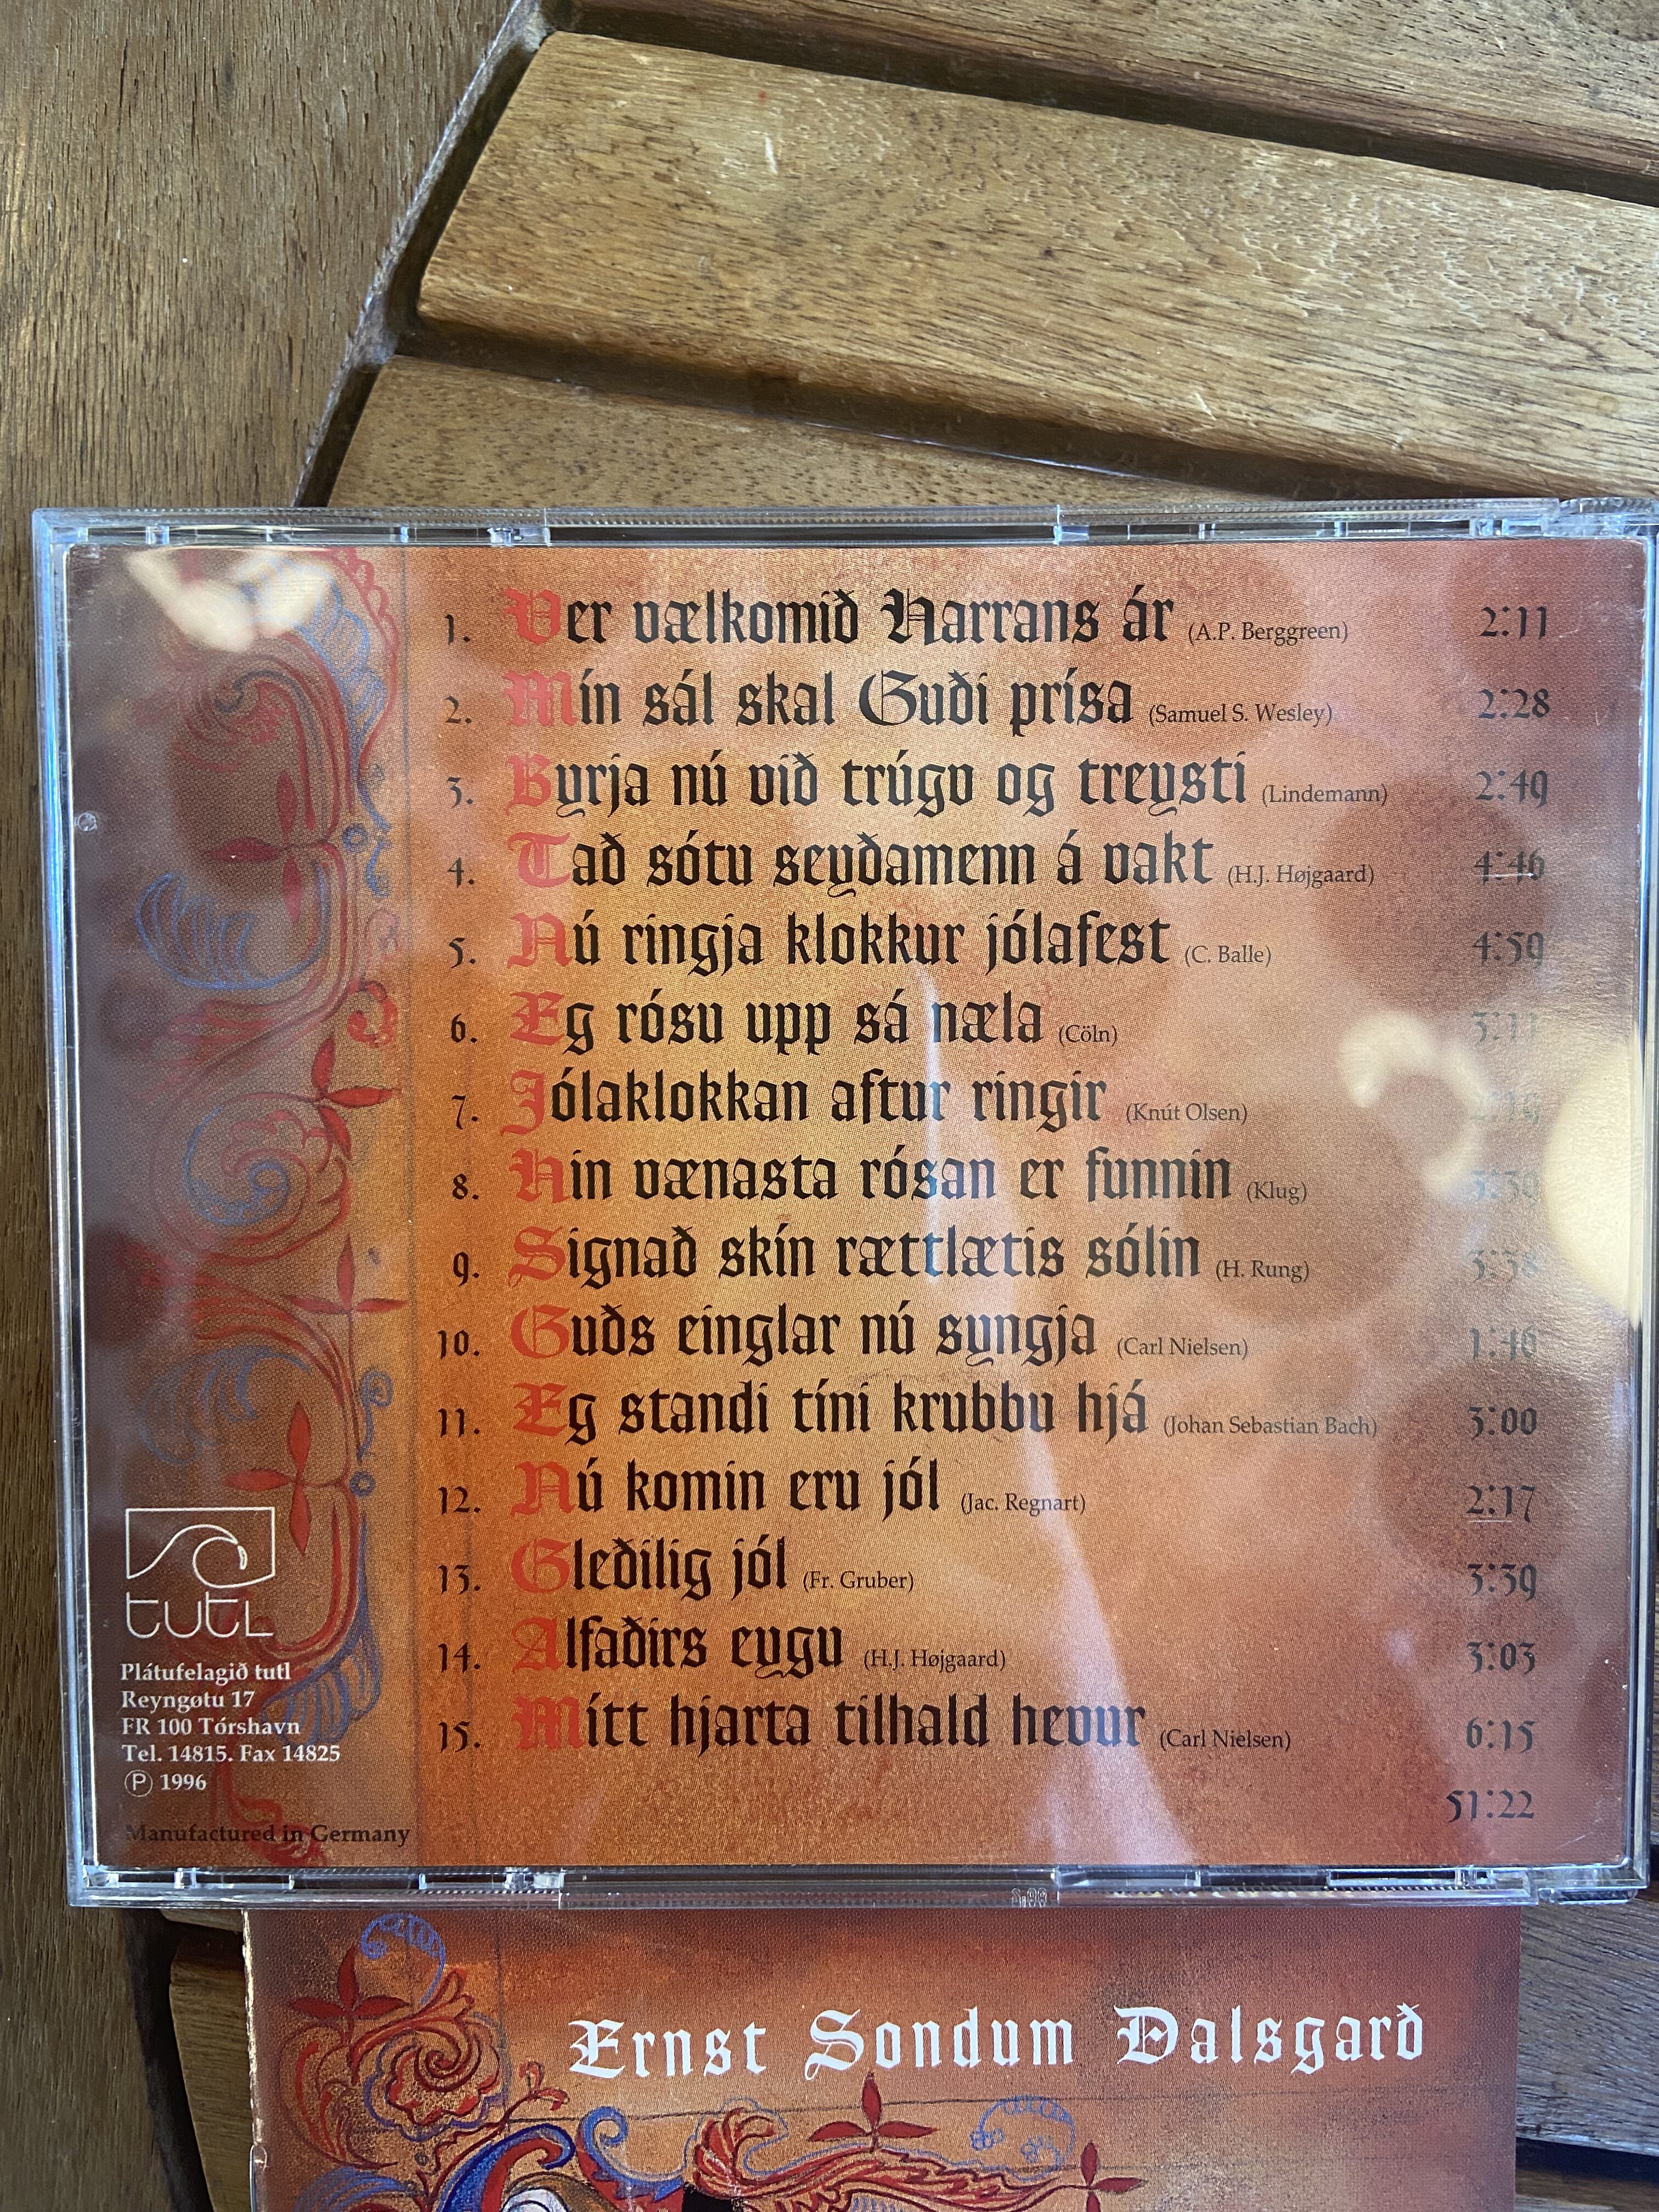 1. Ver vælkomið Harrans ár (A.P. Berggreen) 2:11
2. Mín sál skal Guði prísa (Samuel S. Wesley) 2:28
3. Byrja nú við trúgv og treysti (Lindemann) 2:49
4. Tað sótu seyðamenn á vakt (H.J. Højgaard) 4:46
5. Nú ringja klokkur jólafest (C. Balle) 4:59
6. Eg rósu upp sá næla (Cöln)
7. Jólaklokkan aftur ringir (Knút Olsen)
8. Hin vænasta rósan er funnin (Klug) 3:39
9. Signað skín rættlætis sólin (H. Rung) 3:38
10. Guðs einglar nú syngja (Carl Nielsen) 1:46
11. Eg standi tíni krubbu hjá (Johan Sebastian Bach) 3:00
12. Nú komin eru jól (Jac. Regnart) 2:17
13. Gleðilig jól (Fr. Gruber) 3:39
14. Alfaðirs eygu (H.J. Højgaard) 3:03
15. Mítt hjarta tilhald hevur (Carl Nielsen) 6:15
51:22
tutl
Plátufelagið tutl
Reyngøtu 17
FR 100 Tórshavn
Tel. 14815. Fax 14825
Ⓟ 1996
Manufactured in Germany
Ernst Sondum Dalsgarð